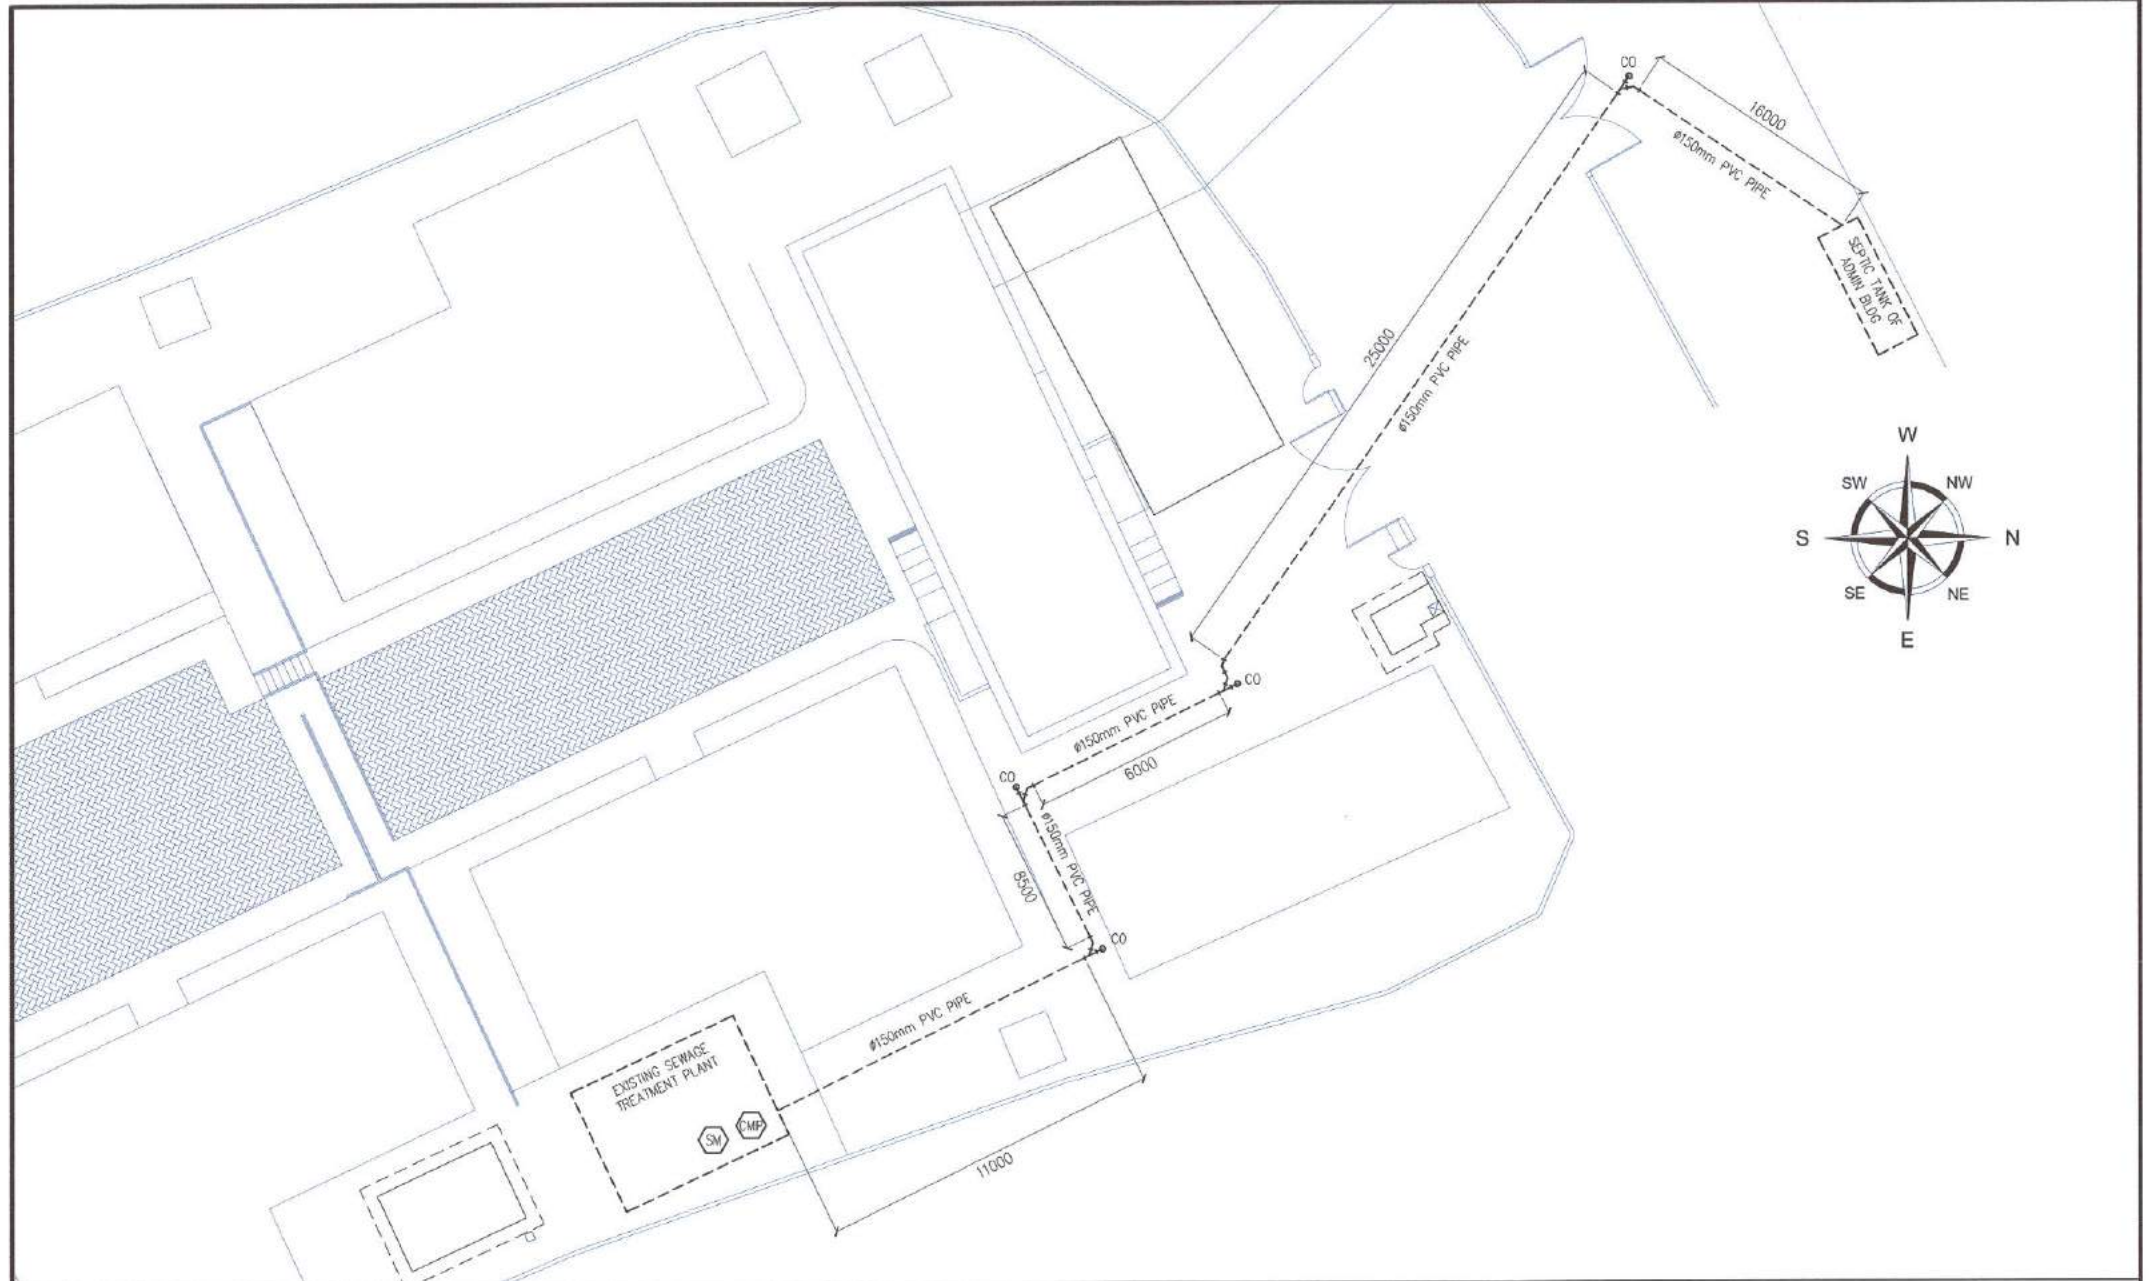 CO
16000
ø150mm PVC PIPE
SEPTIC TANK OF
ADMIN BLDG
25000
ø150mm PVC PIPE
W
SW
NW
S
N
SE
NE
E
CO
ø150mm PVC PIPE
6000
CO
ø150mm PVC PIPE
8500
CO
ø150mm PVC PIPE
EXISTING SEWAGE
TREATMENT PLANT
SM
CMP
11000